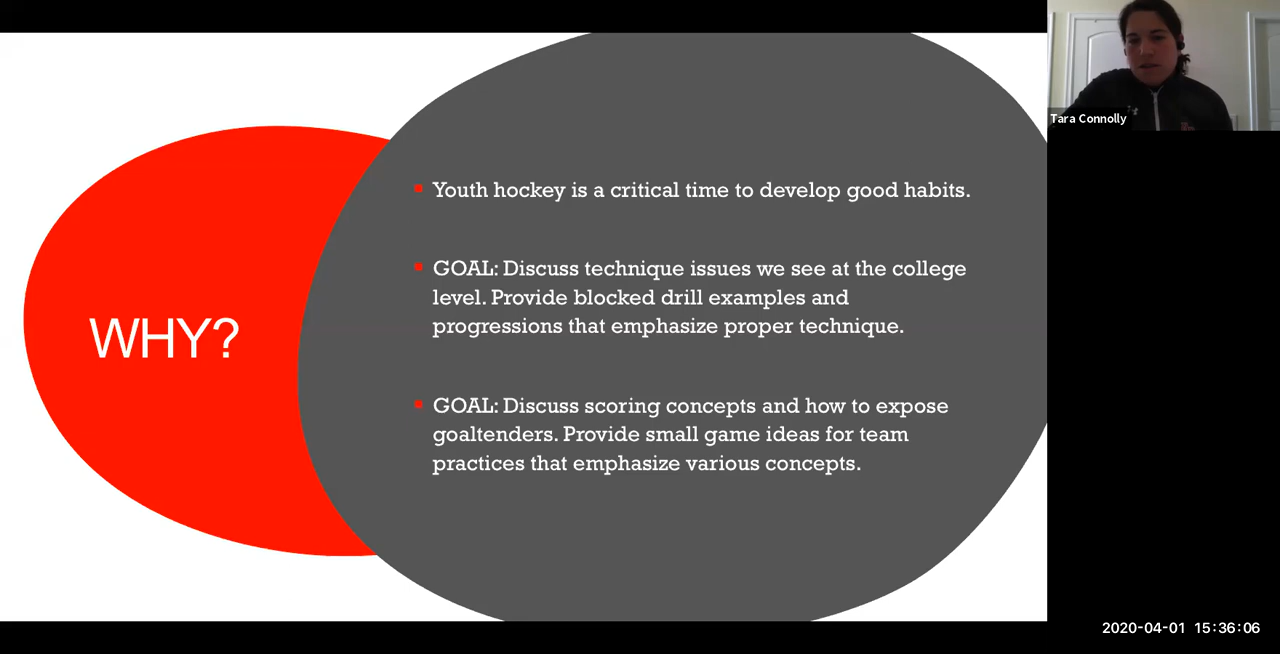 WHY?
Youth hockey is a critical time to develop good habits.
GOAL: Discuss technique issues we see at the college
level. Provide blocked drill examples and
progressions that emphasize proper technique.
GOAL: Discuss scoring concepts and how to expose
goaltenders. Provide small game ideas for team
practices that emphasize various concepts.
Tara Connolly
2020-04-01 15:36:06